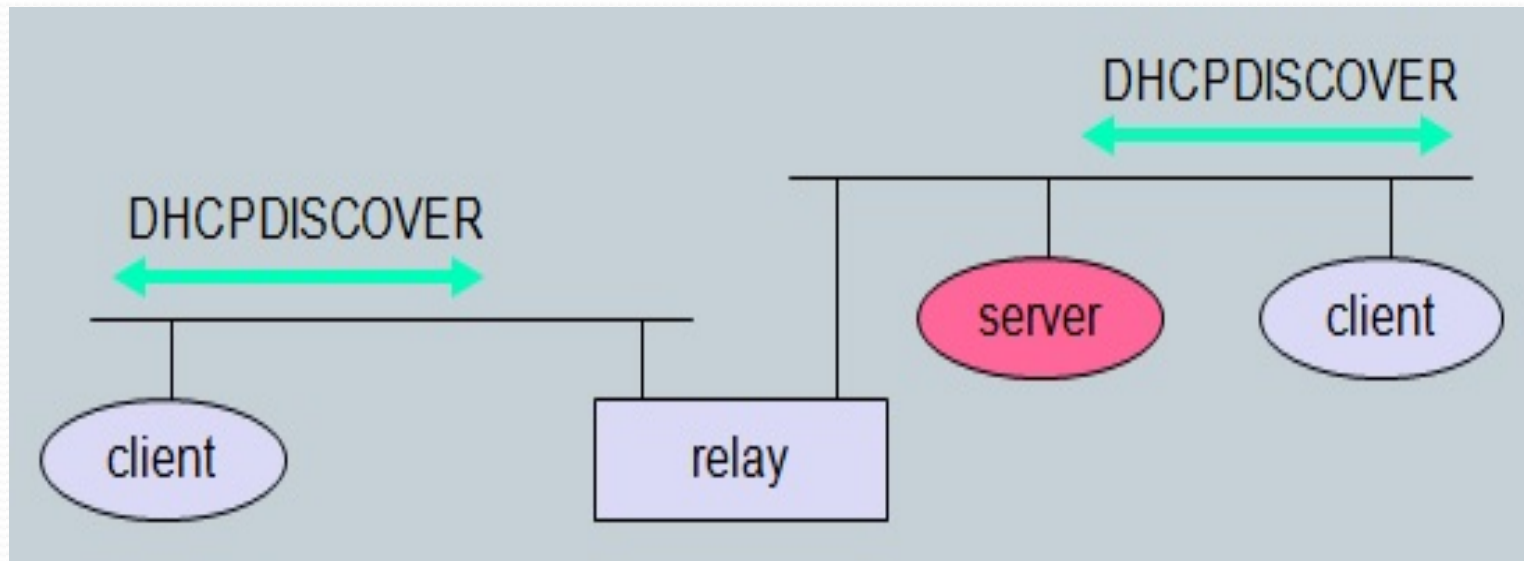 DHCPDISCOVER
DHCPDISCOVER
server
client
client
relay